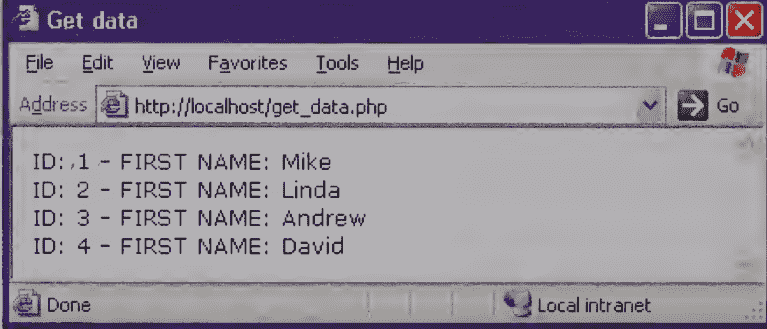 Get data
File Edit View Favorites Tools Help
Address http://localhost/get_data.php Go
ID: 1 - FIRST NAME: Mike
ID: 2 - FIRST NAME: Linda
ID: 3 - FIRST NAME: Andrew
ID: 4 - FIRST NAME: David
Done Local intranet